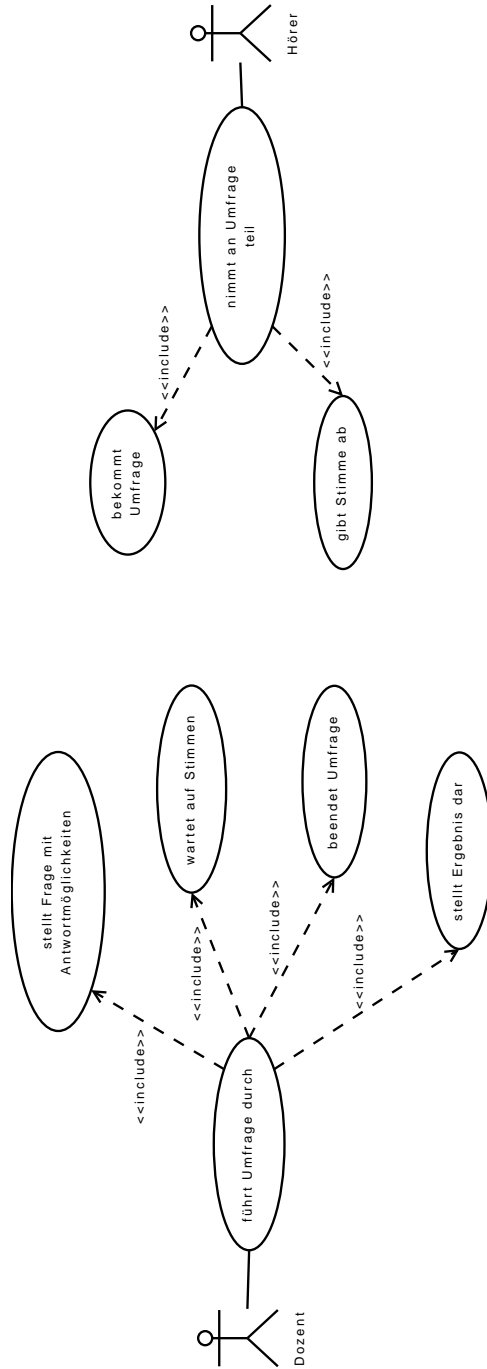 Dozent
führt Umfrage durch
<<include>>
<<include>>
<<include>>
<<include>>
stellt Frage mit
Antwortmöglichkeiten
wartet auf Stimmen
beendet Umfrage
stellt Ergebnis dar
bekommt
Umfrage
gibt Stimme ab
<<include>>
<<include>>
nimmt an Umfrage
teil
Hörer